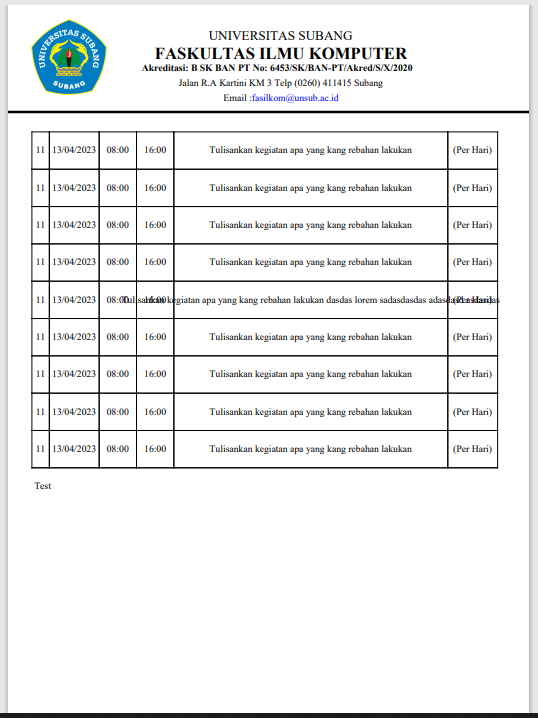 UNIVERSITAS SUBANG
SUBANG
UNIVERSITAS SUBANG
FASKULTAS ILMU KOMPUTER
Akreditasi: B SK BAN PT No: 6453/SK/BAN-PT/Akred/S/X/2020
Jalan R.A Kartini KM 3 Telp (0260) 411415 Subang
Email :fasilkom@unsub.ac.id
11 13/04/2023 08:00 16:00 Tulisankan kegiatan apa yang kang rebahan lakukan (Per Hari)
11 13/04/2023 08:00 16:00 Tulisankan kegiatan apa yang kang rebahan lakukan (Per Hari)
11 13/04/2023 08:00 16:00 Tulisankan kegiatan apa yang kang rebahan lakukan (Per Hari)
11 13/04/2023 08:00 16:00 Tulisankan kegiatan apa yang kang rebahan lakukan (Per Hari)
11 13/04/2023 08:00 16:00 Tulisankan kegiatan apa yang kang rebahan lakukan dasdas lorem sadasdasdas (Per Hari)
11 13/04/2023 08:00 16:00 Tulisankan kegiatan apa yang kang rebahan lakukan (Per Hari)
11 13/04/2023 08:00 16:00 Tulisankan kegiatan apa yang kang rebahan lakukan (Per Hari)
11 13/04/2023 08:00 16:00 Tulisankan kegiatan apa yang kang rebahan lakukan (Per Hari)
11 13/04/2023 08:00 16:00 Tulisankan kegiatan apa yang kang rebahan lakukan (Per Hari)
Test